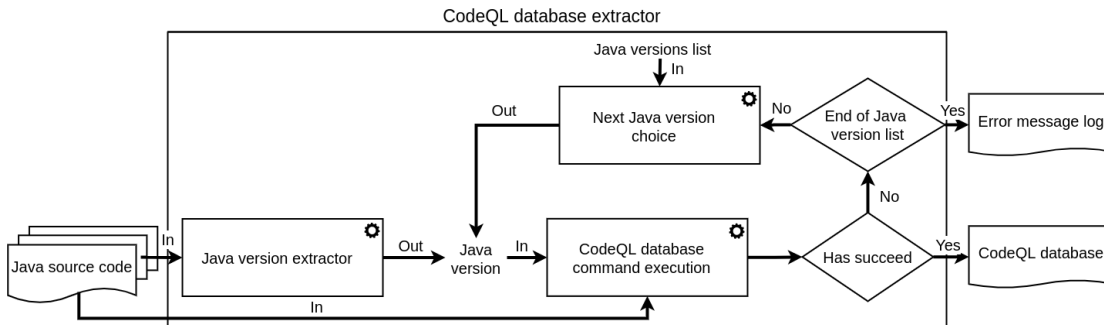 CodeQL database extractor
Java versions list
In
Next Java version
choice
Out
No
End of Java
version list
Yes
Error message log
No
Java source code
In
Java version extractor
Out
Java
version
In
CodeQL database
command execution
Has succeed
Yes
CodeQL database
In